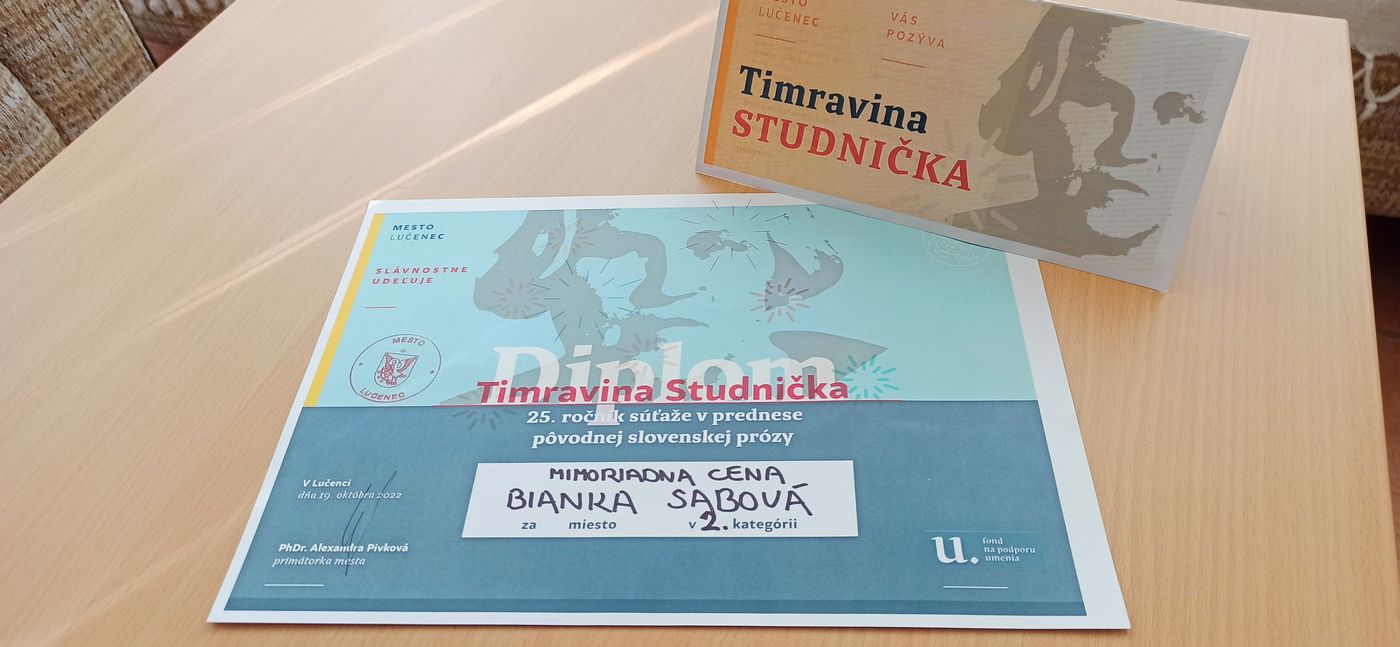 MESTO
LUČENEC
VÁS
POZÝVA
Timravina
STUDNIČKA
MESTO
LUČENEC
SLÁVNOSTNE
UDEĽUJE
MESTO
LUČENEC
Diplom
Timravina Studnička
25. ročník súťaže v prednese
pôvodnej slovenskej prózy
MIMORIADNA CENA
BIANKA SABOVÁ
za miesto v 2. kategórii
V Lučenci
dňa 19. októbra 2022
PhDr. Alexandra Pivková
primátorka mesta
u. fond
na podporu
umenia